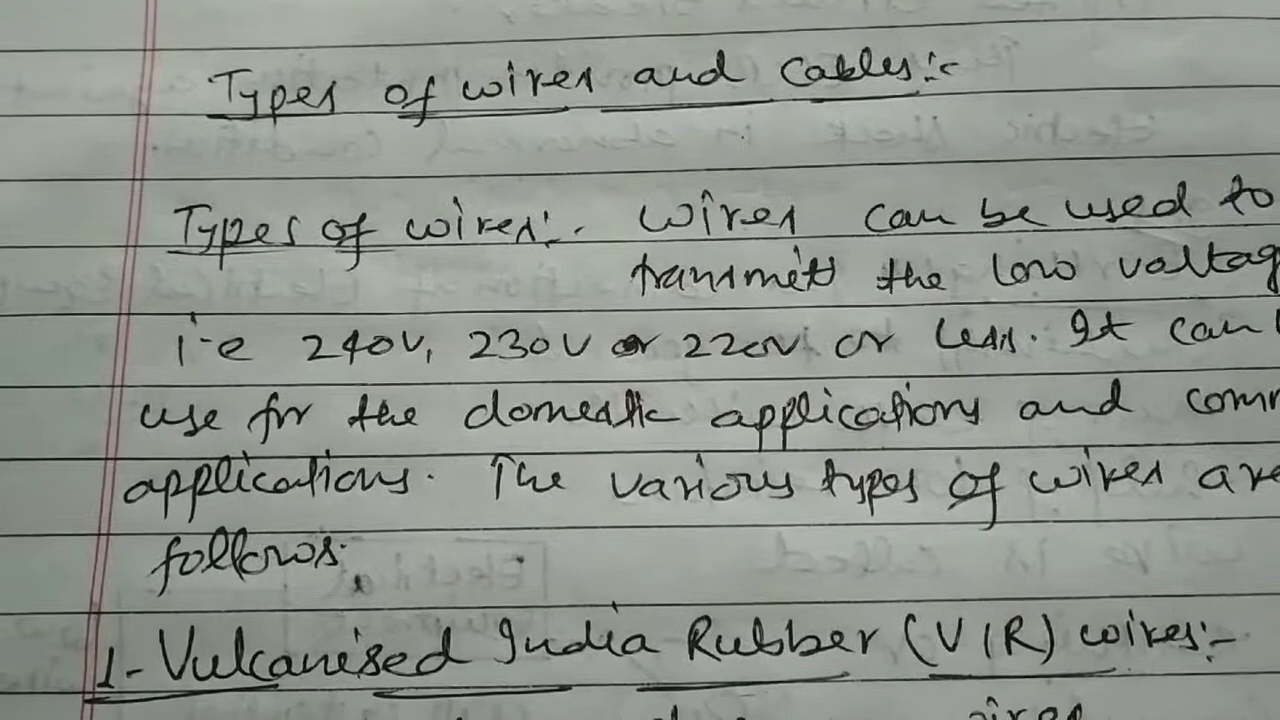 Types of wires and Cables:-
Types of wires:- Wires can be used to
transmitt the low voltag
i-e 240V, 230V or 220V or less. It can
use for the domestic applications and comm
applications. The various types of wires are
follows.
1- Vulcanised India Rubber (VIR) wires:-
wires